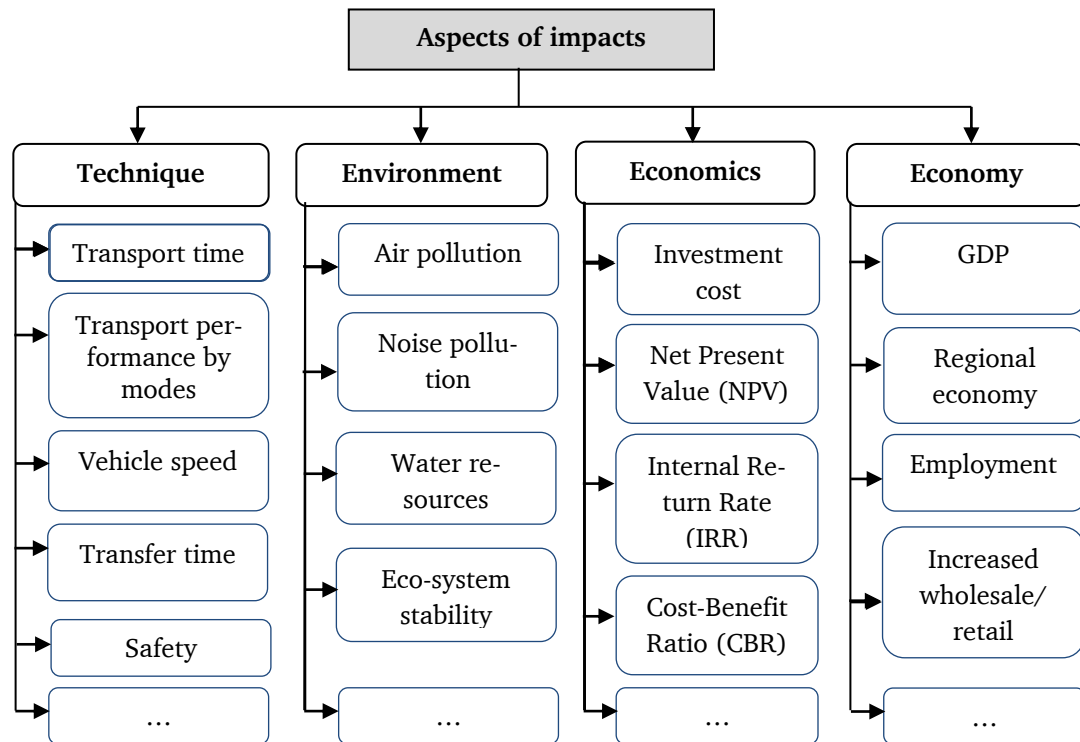 Aspects of impacts
Technique
Transport time
Transport per-
formance by
modes
Vehicle speed
Transfer time
Safety
...
Environment
Air pollution
Noise pollu-
tion
Water re-
sources
Eco-system
stability
...
Economics
Investment
cost
Net Present
Value (NPV)
Internal Re-
turn Rate
(IRR)
Cost-Benefit
Ratio (CBR)
...
Economy
GDP
Regional
economy
Employment
Increased
wholesale/
retail
...